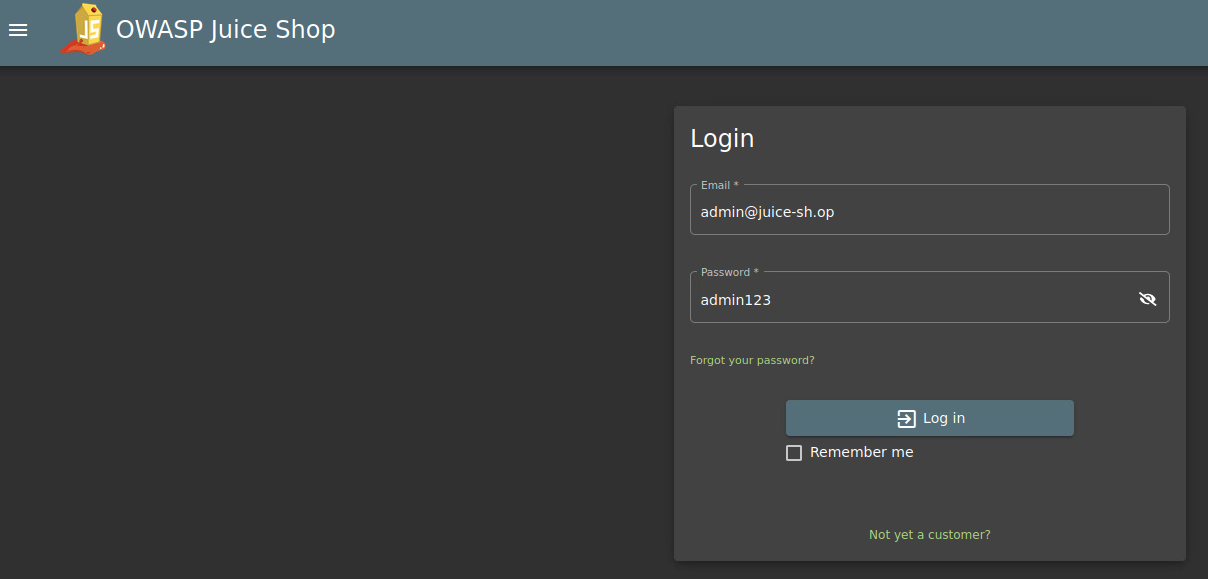 JS
OWASP Juice Shop
Login
Email *
admin@juice-sh.op
Password *
admin123
Forgot your password?
Log in
Remember me
Not yet a customer?